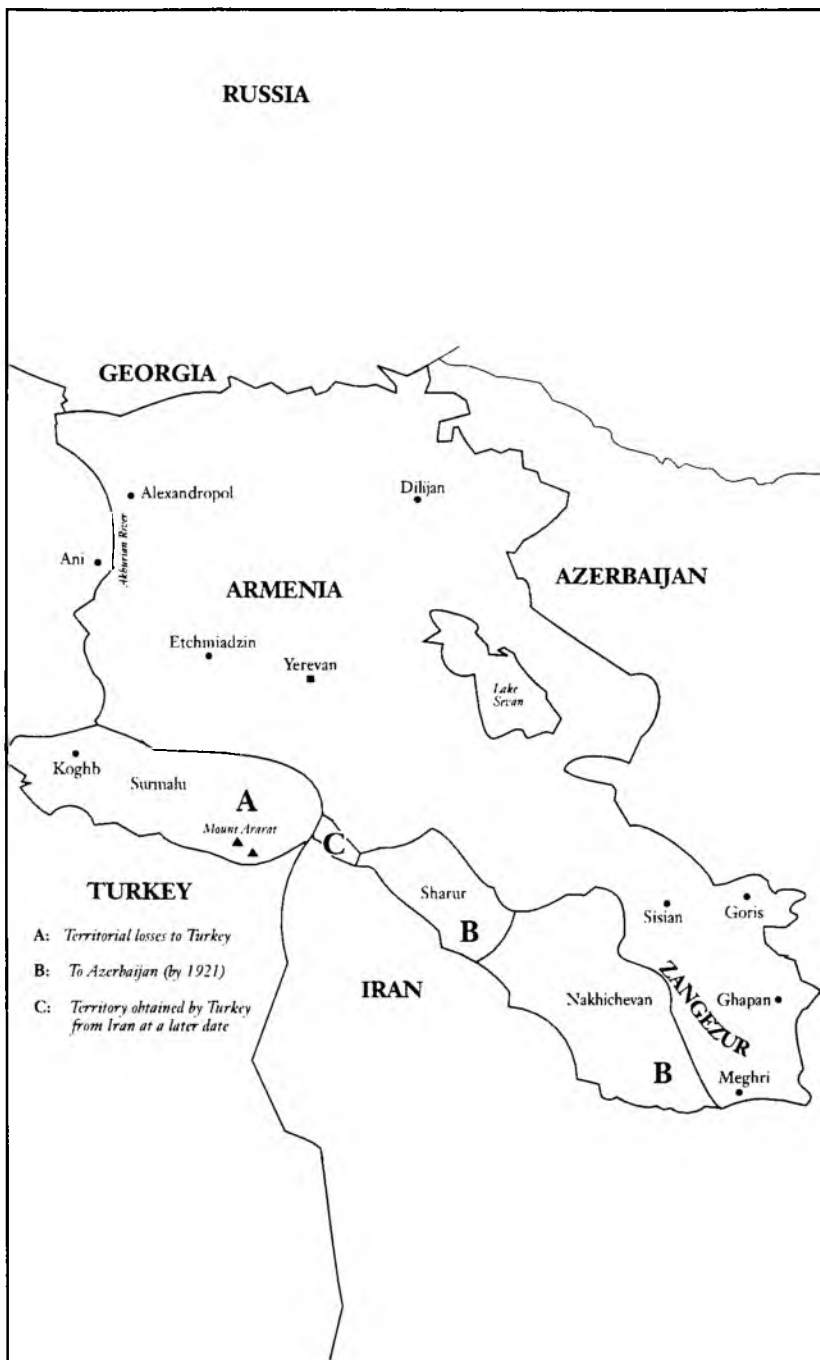 RUSSIA
GEORGIA
Alexandropol
Dilijan
Akhurian River
Ani
ARMENIA
AZERBAIJAN
Etchmiadzin
Yerevan
Lake
Sevan
Koghb
Surmalu
A
Mount Ararat
C
TURKEY
Sharur
B
Sisian
Goris
A: Territorial losses to Turkey
B: To Azerbaijan (by 1921)
C: Territory obtained by Turkey
from Iran at a later date
IRAN
Nakhichevan
ZANGEZUR
Ghapan
B
Meghri